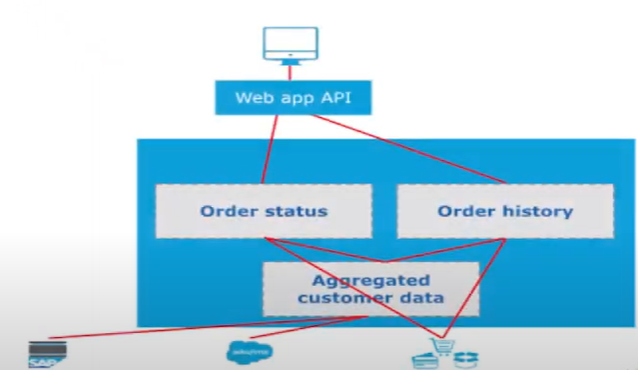 Web app API
Order status
Order history
Aggregated
customer data
SAP
salesforce